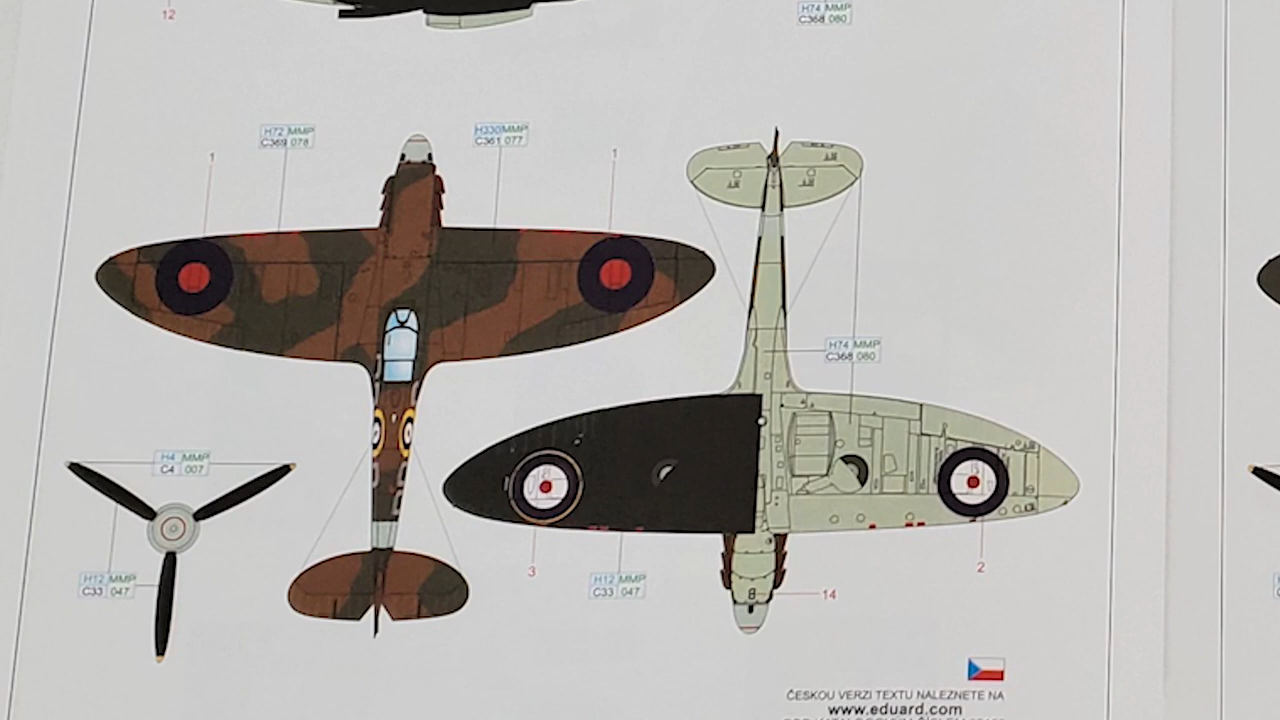 12
H74 MMP
C368 080
H72 MMP
C369 078
H330 MMP
C361 077
1
1
H74 MMP
C368 080
H4 MMP
C4 007
H12 MMP
C33 047
3
H12 MMP
C33 047
2
8
14
ČESKOU VERZI TEXTU NALEZNETE NA
www.eduard.com